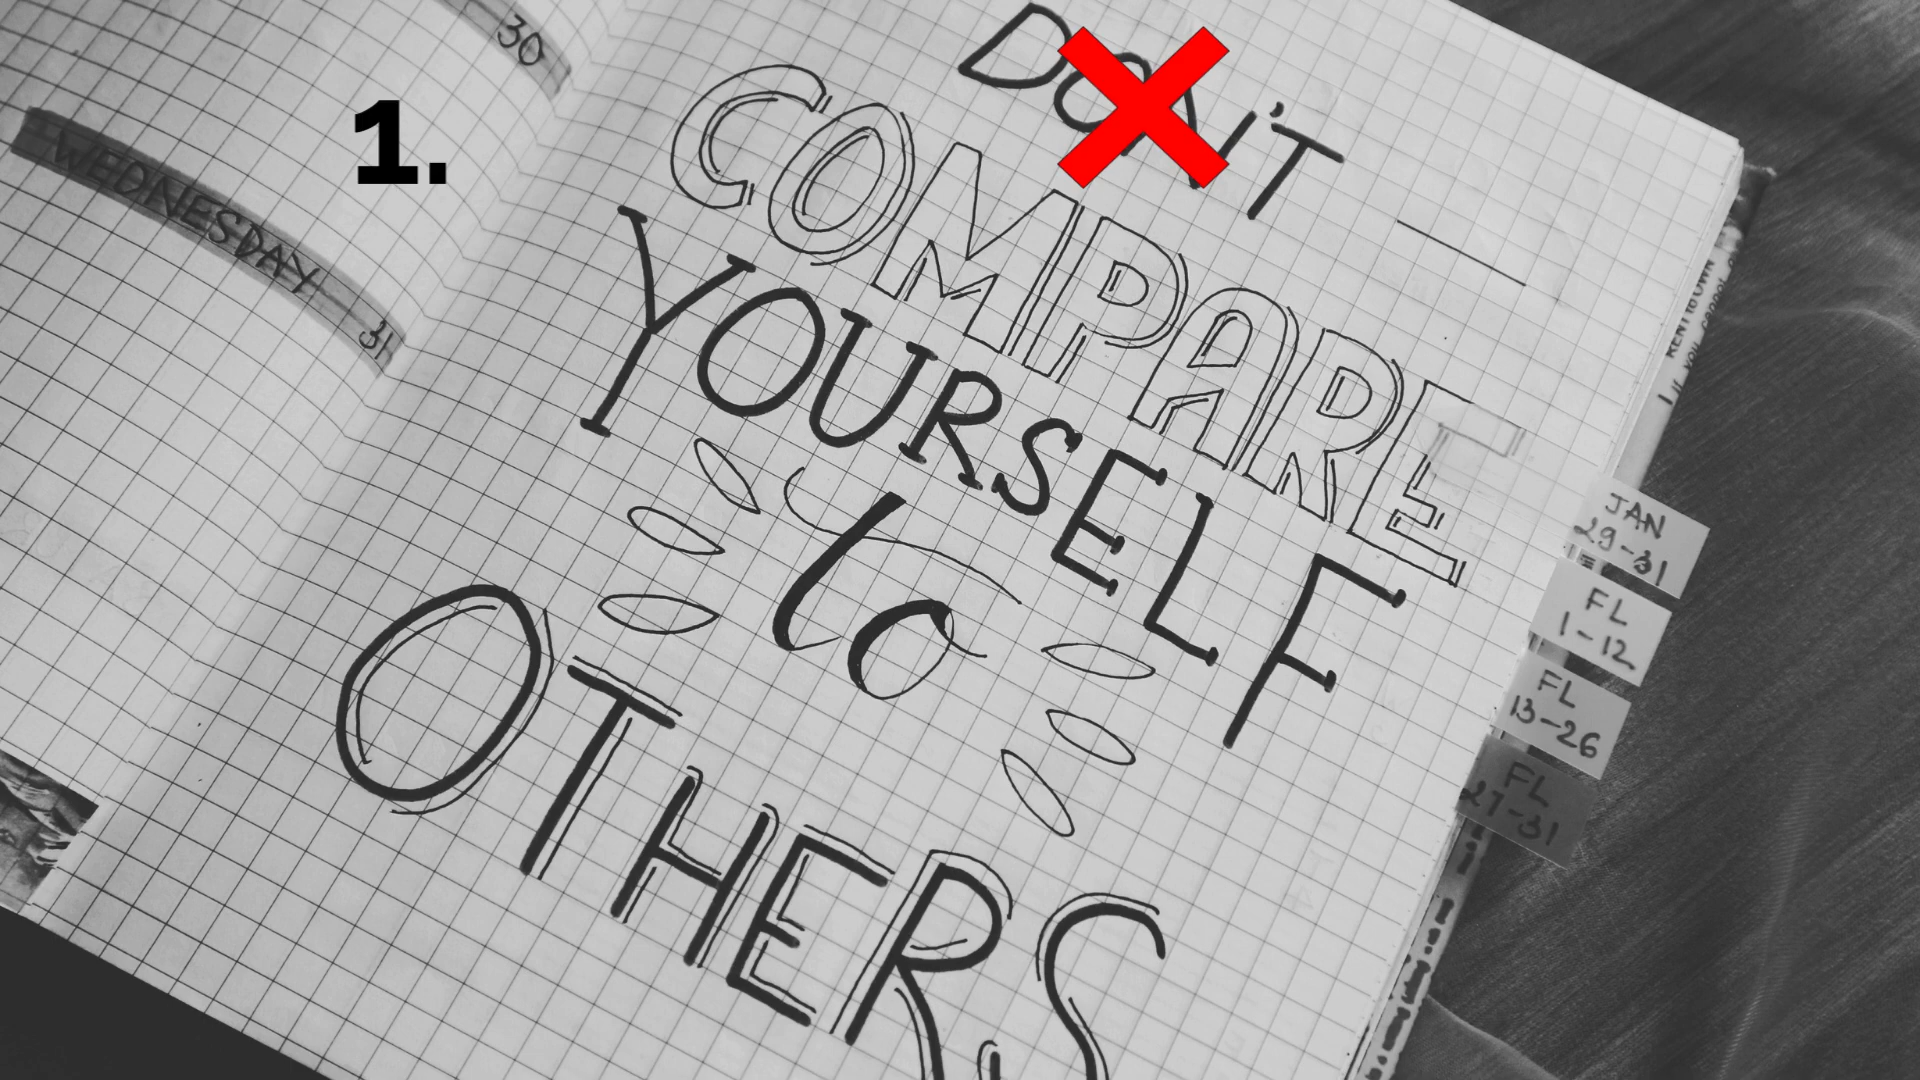 30
1.
WEDNESDAY 31
DON'T
COMPARE
YOURSELF
to
OTHERS
JAN
29-31
FL
1-12
FL
13-26
FL
27-31